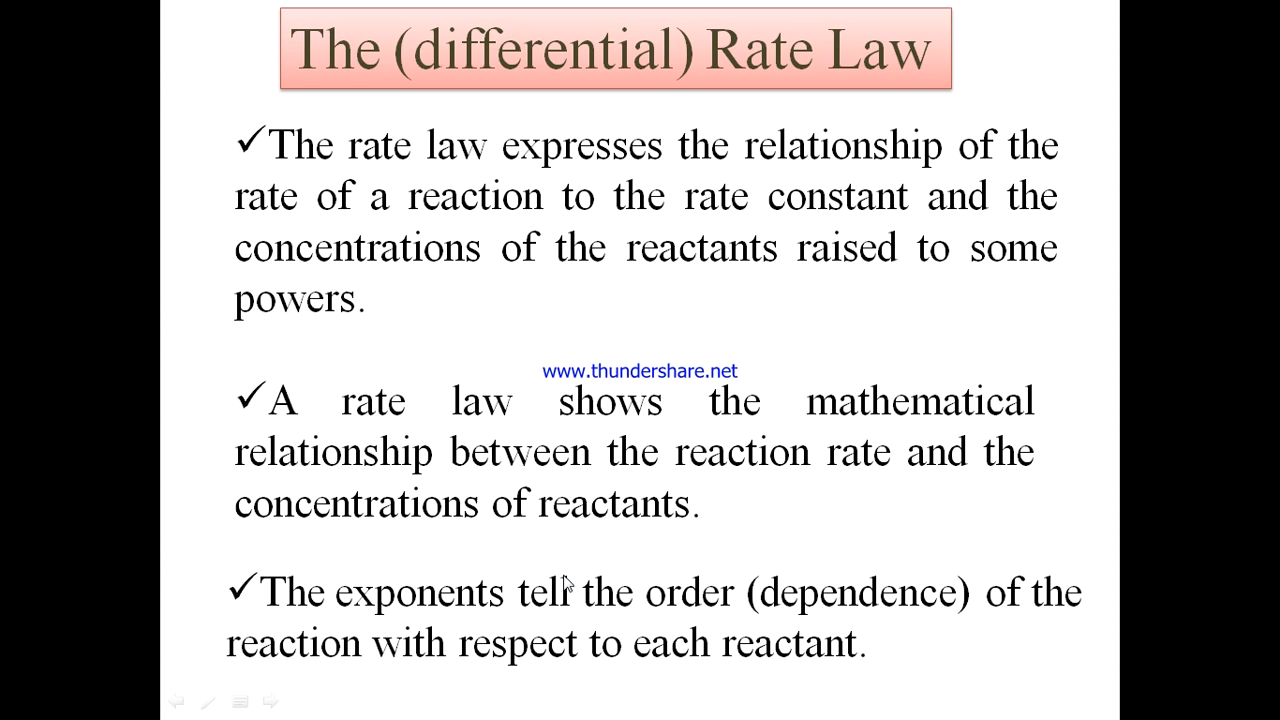 The (differential) Rate Law
✓The rate law expresses the relationship of the
rate of a reaction to the rate constant and the
concentrations of the reactants raised to some
powers.
www.thundershare.net
✓A rate law shows the mathematical
relationship between the reaction rate and the
concentrations of reactants.
✓The exponents tell the order (dependence) of the
reaction with respect to each reactant.